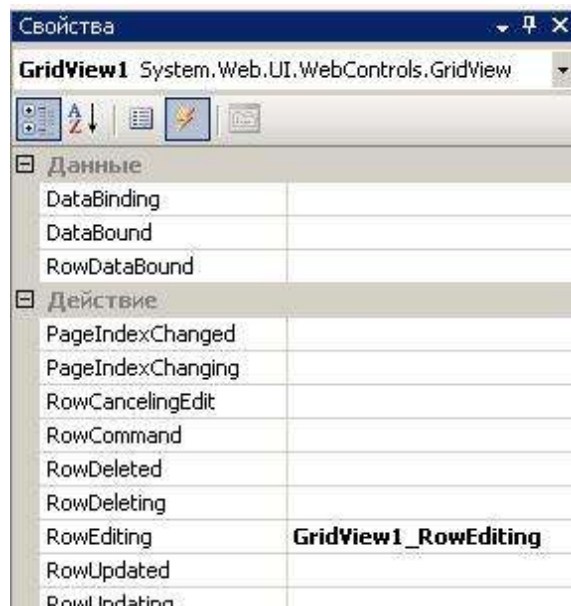 Свойства
GridView1 System.Web.UI.WebControls.GridView
Данные
DataBinding
DataBound
RowDataBound
Действие
PageIndexChanged
PageIndexChanging
RowCancelingEdit
RowCommand
RowDeleted
RowDeleting
RowEditing GridView1_RowEditing
RowUpdated
RowUpdating